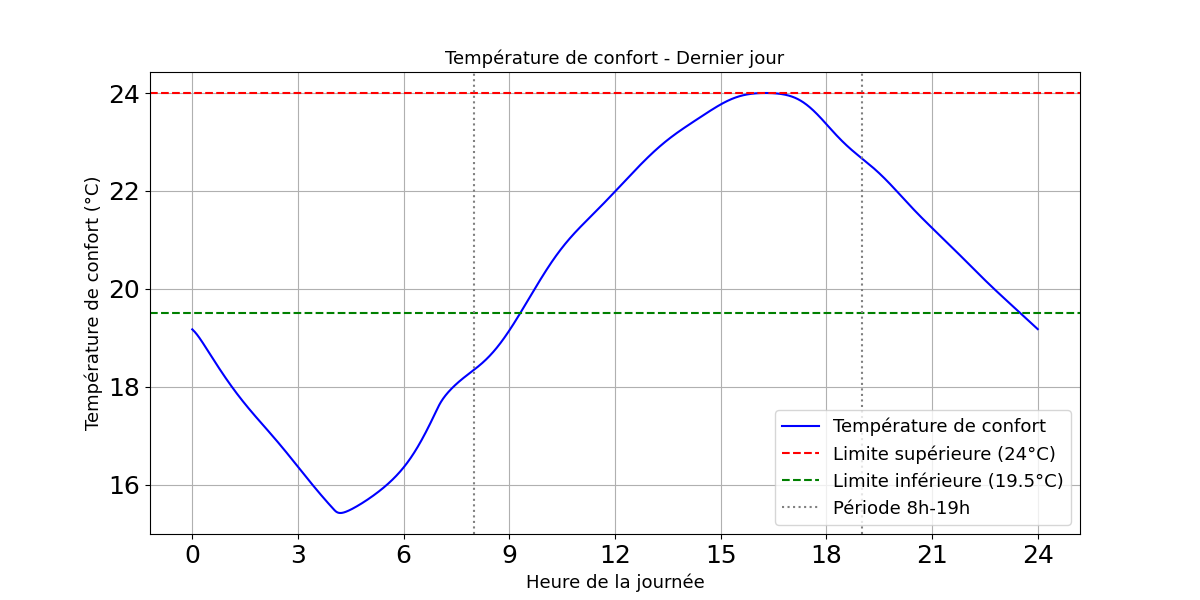 Température de confort - Dernier jour
Température de confort (°C)
24
22
20
18
16
0 3 6 9 12 15 18 21 24
Heure de la journée
Température de confort
Limite supérieure (24°C)
Limite inférieure (19.5°C)
Période 8h-19h